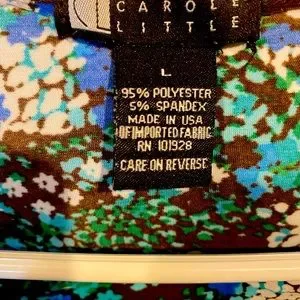 CAROLE
LITTLE
L
95% POLYESTER
5% SPANDEX
MADE IN USA
OF IMPORTED FABRIC
RN 101928
CARE ON REVERSE